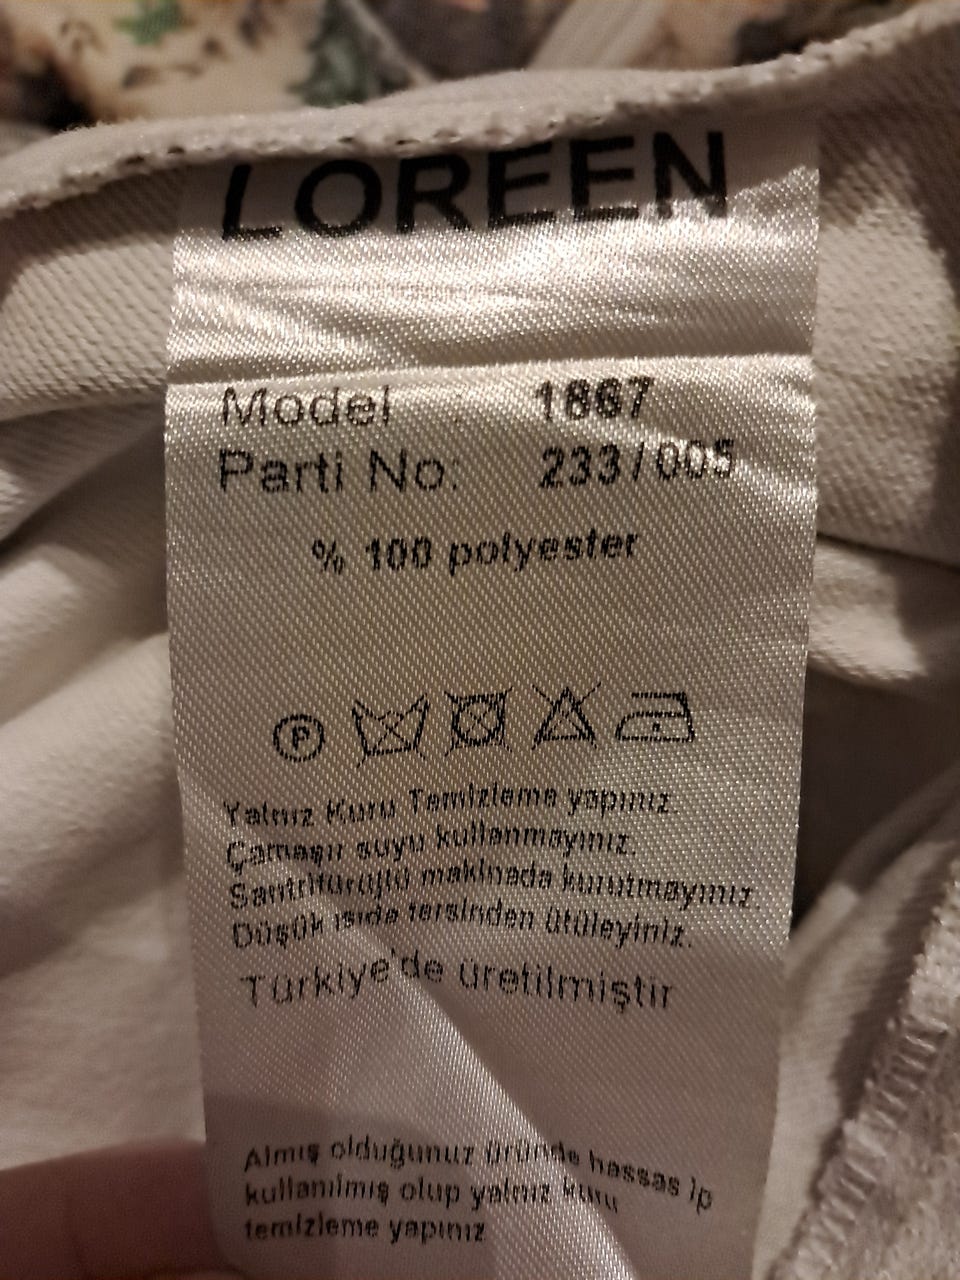 LOREEN
Model : 1867
Parti No: 233/005
% 100 polyester
P
Yalnız Kuru Temizleme yapınız.
Çamaşır suyu kullanmayınız.
Santrifürüjlü makinada kurutmayınız.
Düşük ısıda tersinden ütüleyiniz.
Türkiye'de üretilmiştir
Almış olduğunuz üründe hassas ip
kullanılmış olup yalnız kuru
temizleme yapınız